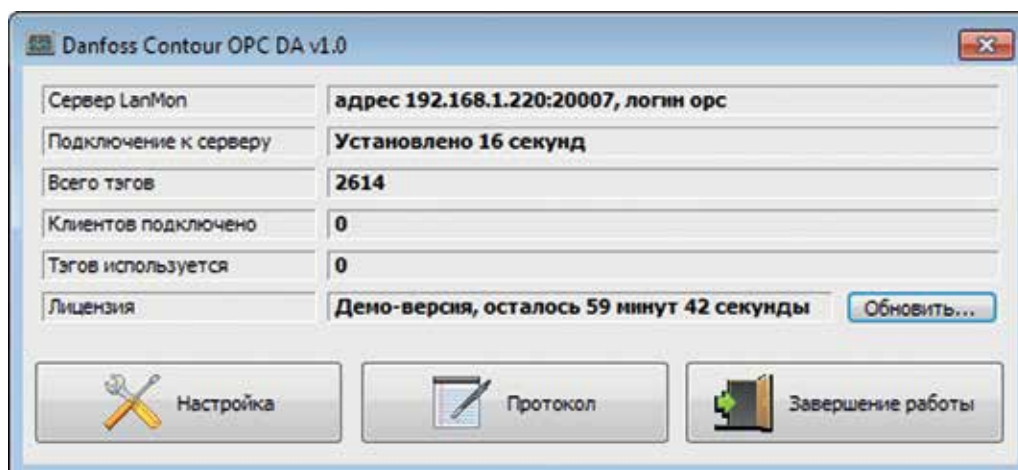 Danfoss Contour OPC DA v1.0
Сервер LanMon адрес 192.168.1.220:20007, логин opc
Подключение к серверу Установлено 16 секунд
Всего тэгов 2614
Клиентов подключено 0
Тэгов используется 0
Лицензия Демо-версия, осталось 59 минут 42 секунды Обновить...
Настройка Протокол Завершение работы